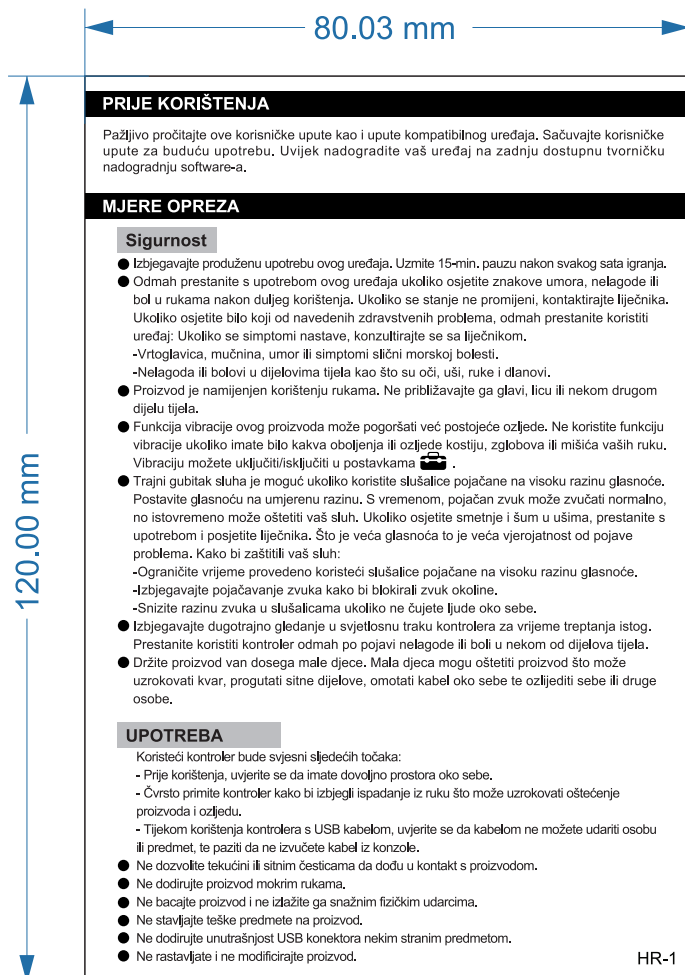 80.03 mm
120.00 mm
PRIJE KORIŠTENJA
Pažljivo pročitajte ove korisničke upute kao i upute kompatibilnog uređaja. Sačuvajte korisničke
upute za buduću upotrebu. Uvijek nadogradite vaš uređaj na zadnju dostupnu tvorničku
nadogradnju software-a.
MJERE OPREZA
Sigurnost
● Izbjegavajte produženu upotrebu ovog uređaja. Uzmite 15-min. pauzu nakon svakog sata igranja.
● Odmah prestanite s upotrebom ovog uređaja ukoliko osjetite znakove umora, nelagode ili
bol u rukama nakon duljeg korištenja. Ukoliko se stanje ne promijeni, kontaktirajte liječnika.
Ukoliko osjetite bilo koji od navedenih zdravstvenih problema, odmah prestanite koristiti
uređaj: Ukoliko se simptomi nastave, konzultirajte se sa liječnikom.
-Vrtoglavica, mučnina, umor ili simptomi slični morskoj bolesti.
-Nelagoda ili bolovi u dijelovima tijela kao što su oči, uši, ruke i dlanovi.
● Proizvod je namijenjen korištenju rukama. Ne približavajte ga glavi, licu ili nekom drugom
dijelu tijela.
● Funkcija vibracije ovog proizvoda može pogoršati već postojeće ozljede. Ne koristite funkciju
vibracije ukoliko imate bilo kakva oboljenja ili ozljede kostiju, zglobova ili mišića vaših ruku.
Vibraciju možete uključiti/isključiti u postavkama .
● Trajni gubitak sluha je moguć ukoliko koristite slušalice pojačane na visoku razinu glasnoće.
Postavite glasnoću na umjerenu razinu. S vremenom, pojačan zvuk može zvučati normalno,
no istovremeno može oštetiti vaš sluh. Ukoliko osjetite smetnje i šum u ušima, prestanite s
upotrebom i posjetite liječnika. Što je veća glasnoća to je veća vjerojatnost od pojave
problema. Kako bi zaštitili vaš sluh:
-Ograničite vrijeme provedeno koristeći slušalice pojačane na visoku razinu glasnoće.
-Izbjegavajte pojačavanje zvuka kako bi blokirali zvuk okoline.
-Snizite razinu zvuka u slušalicama ukoliko ne čujete ljude oko sebe.
● Izbjegavajte dugotrajno gledanje u svjetlosnu traku kontrolera za vrijeme treptanja istog.
Prestanite koristiti kontroler odmah po pojavi nelagode ili boli u nekom od dijelova tijela.
● Držite proizvod van dosega male djece. Mala djeca mogu oštetiti proizvod što može
uzrokovati kvar, progutati sitne dijelove, omotati kabel oko sebe te ozlijediti sebe ili druge
osobe.
UPOTREBA
Koristeći kontroler bude svjesni sljedećih točaka:
- Prije korištenja, uvjerite se da imate dovoljno prostora oko sebe.
- Čvrsto primite kontroler kako bi izbjegli ispadanje iz ruku što može uzrokovati oštećenje
proizvoda i ozljedu.
- Tijekom korištenja kontrolera s USB kabelom, uvjerite se da kabelom ne možete udariti osobu
ili predmet, te paziti da ne izvučete kabel iz konzole.
● Ne dozvolite tekućini ili sitnim česticama da dođu u kontakt s proizvodom.
● Ne dodirujte proizvod mokrim rukama.
● Ne bacajte proizvod i ne izlažite ga snažnim fizičkim udarcima.
● Ne stavljajte teške predmete na proizvod.
● Ne dodirujte unutrašnjost USB konektora nekim stranim predmetom.
● Ne rastavljate i ne modificirajte proizvod.
HR-1